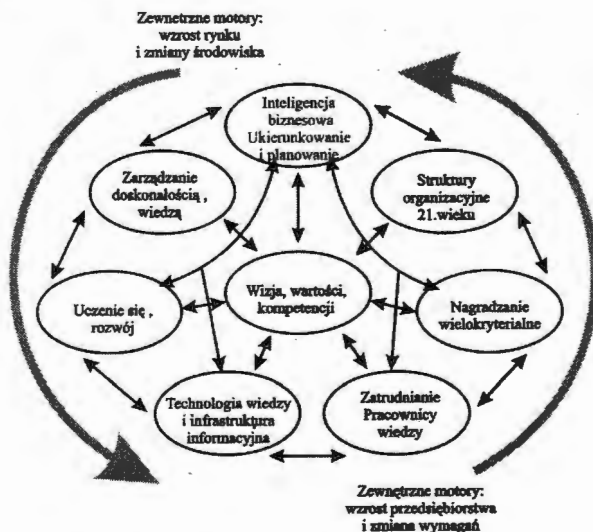 Zewnetrzne motory:
wzrost rynku
i zmiany środowiska
Inteligencja
biznesowa
Ukierunkowanie
i planowanie
Zarządzanie
doskonałością ,
wiedzą
Struktury
organizacyjne
21.wieku
Wizja, wartości,
kompetencji
Uczenie się ,
rozwój
Nagradzanie
wielokryterialne
Technologia wiedzy
i infrastruktura
informacyjna
Zatrudnianie
Pracownicy
wiedzy
Zewnętrzne motory:
wzrost przedsiębiorstwa
i zmiana wymagań